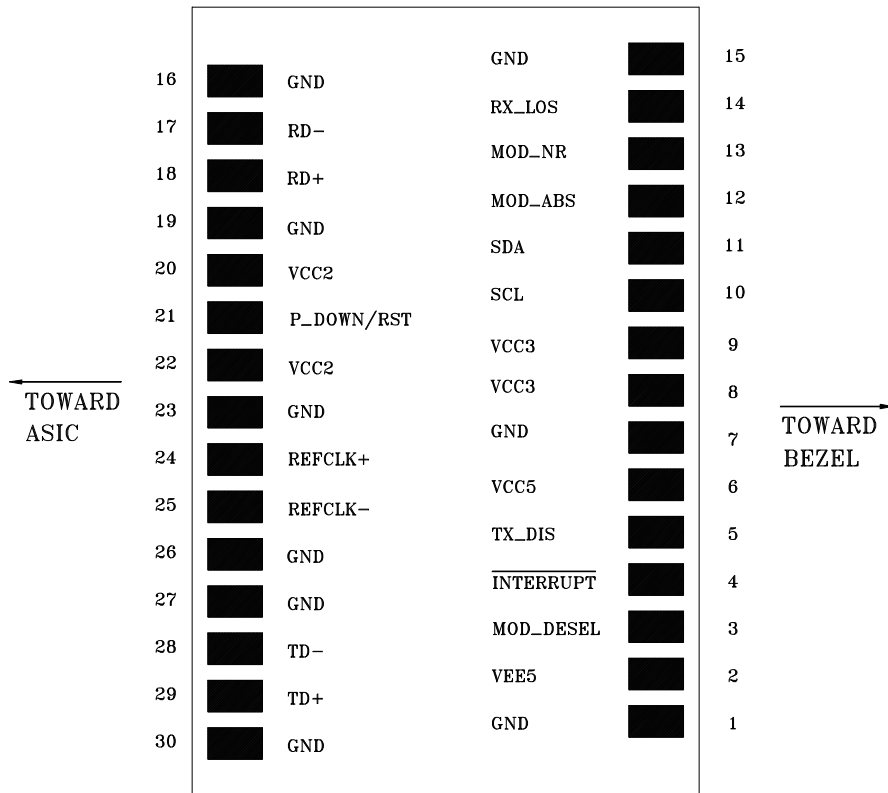 GND 15
16 GND
RX_LOS 14
17 RD-
MOD_NR 13
18 RD+
MOD_ABS 12
19 GND
SDA 11
20 VCC2
SCL 10
21 P_DOWN/RST
VCC3 9
22 VCC2
VCC3 8
TOWARD
ASIC
23 GND
GND 7
TOWARD
BEZEL
24 REFCLK+
VCC5 6
25 REFCLK-
TX_DIS 5
26 GND
INTERRUPT 4
27 GND
MOD_DESEL 3
28 TD-
VEE5 2
29 TD+
GND 1
30 GND